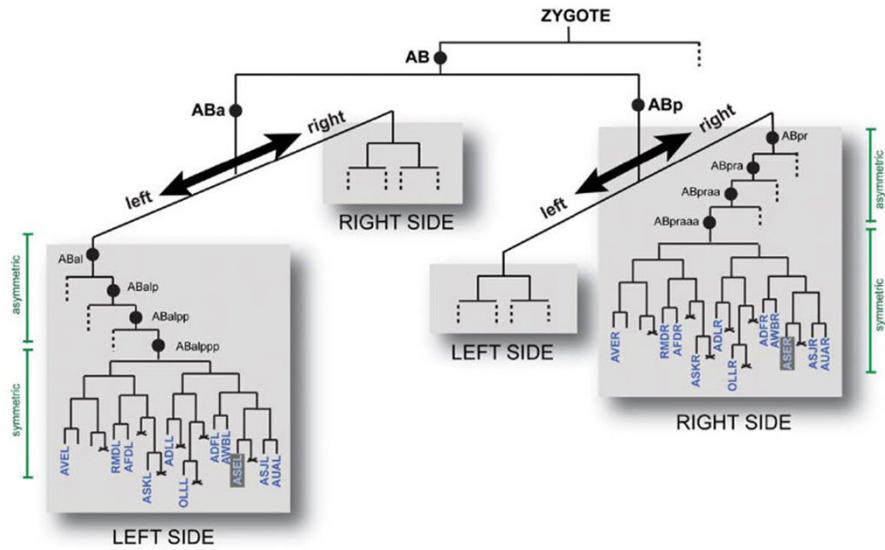 ZYGOTE
AB
ABa
ABp
left
right
left
right
RIGHT SIDE
LEFT SIDE
asymmetric
symmetric
ABal
ABalp
ABalpp
ABalppp
AVEL
RMDL
AFDL
ASKL
ADLL
OLLL
ADFL
AWBL
ASEL
ASJL
AUAL
LEFT SIDE
ABpr
ABpra
ABpraa
ABpraaa
asymmetric
symmetric
AVER
RMDR
AFDR
ASKR
ADLR
OLLR
ADFR
AWBR
ASER
ASJR
AUAR
RIGHT SIDE